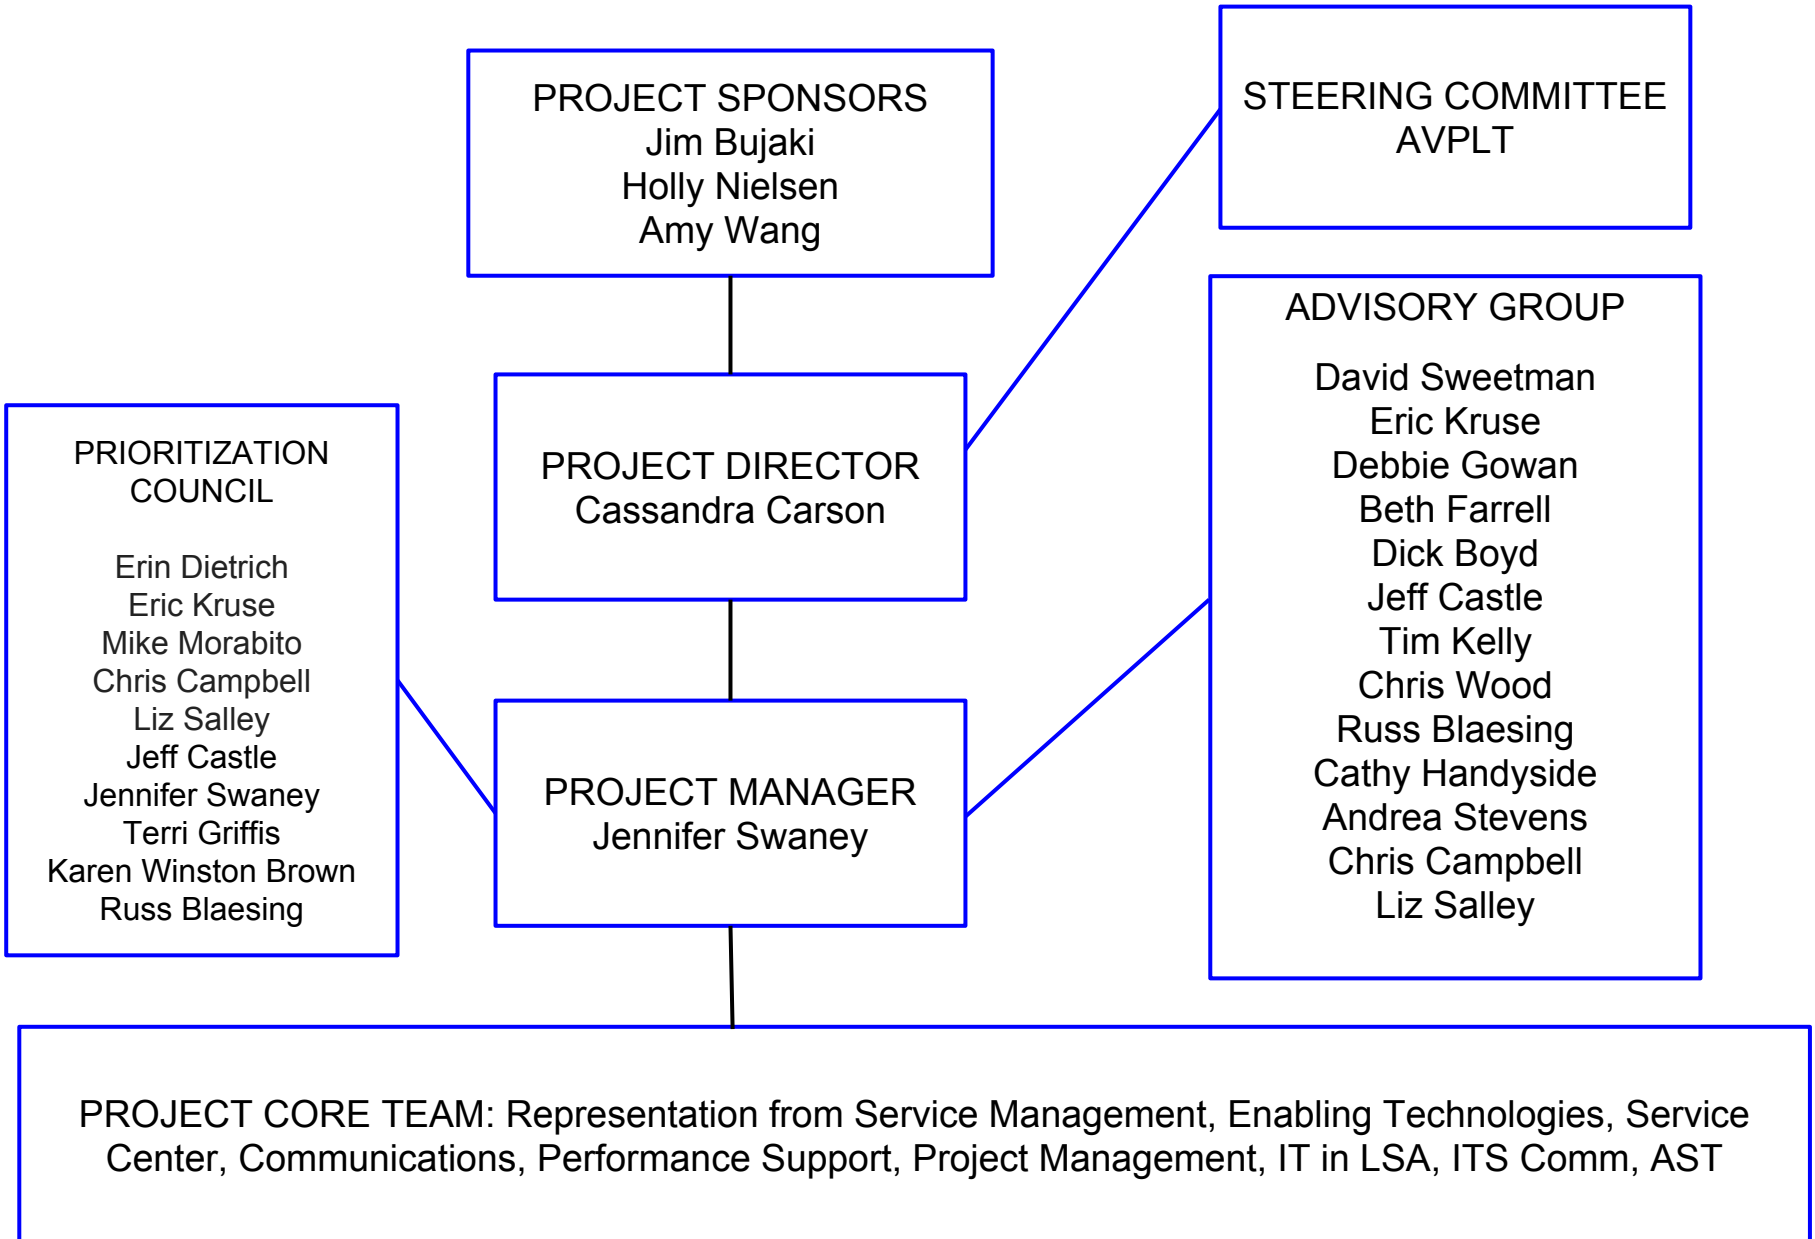 PROJECT SPONSORS
Jim Bujaki
Holly Nielsen
Amy Wang
STEERING COMMITTEE
AVPLT
ADVISORY GROUP
David Sweetman
Eric Kruse
Debbie Gowan
Beth Farrell
Dick Boyd
Jeff Castle
Tim Kelly
Chris Wood
Russ Blaesing
Cathy Handyside
Andrea Stevens
Chris Campbell
Liz Salley
PROJECT DIRECTOR
Cassandra Carson
PRIORITIZATION
COUNCIL
Erin Dietrich
Eric Kruse
Mike Morabito
Chris Campbell
Liz Salley
Jeff Castle
Jennifer Swaney
Terri Griffis
Karen Winston Brown
Russ Blaesing
PROJECT MANAGER
Jennifer Swaney
PROJECT CORE TEAM: Representation from Service Management, Enabling Technologies, Service
Center, Communications, Performance Support, Project Management, IT in LSA, ITS Comm, AST